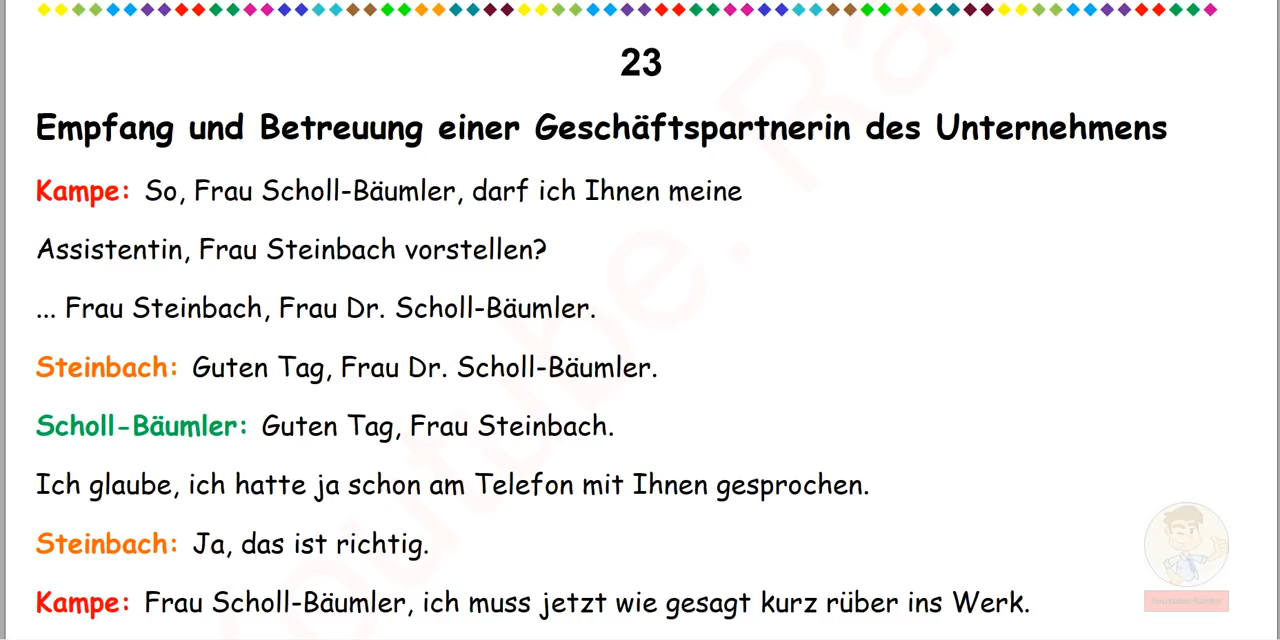 23
Empfang und Betreuung einer Geschäftspartnerin des Unternehmens
Kampe: So, Frau Scholl-Bäumler, darf ich Ihnen meine
Assistentin, Frau Steinbach vorstellen?
... Frau Steinbach, Frau Dr. Scholl-Bäumler.
Steinbach: Guten Tag, Frau Dr. Scholl-Bäumler.
Scholl-Bäumler: Guten Tag, Frau Steinbach.
Ich glaube, ich hatte ja schon am Telefon mit Ihnen gesprochen.
Steinbach: Ja, das ist richtig.
Kampe: Frau Scholl-Bäumler, ich muss jetzt wie gesagt kurz rüber ins Werk.